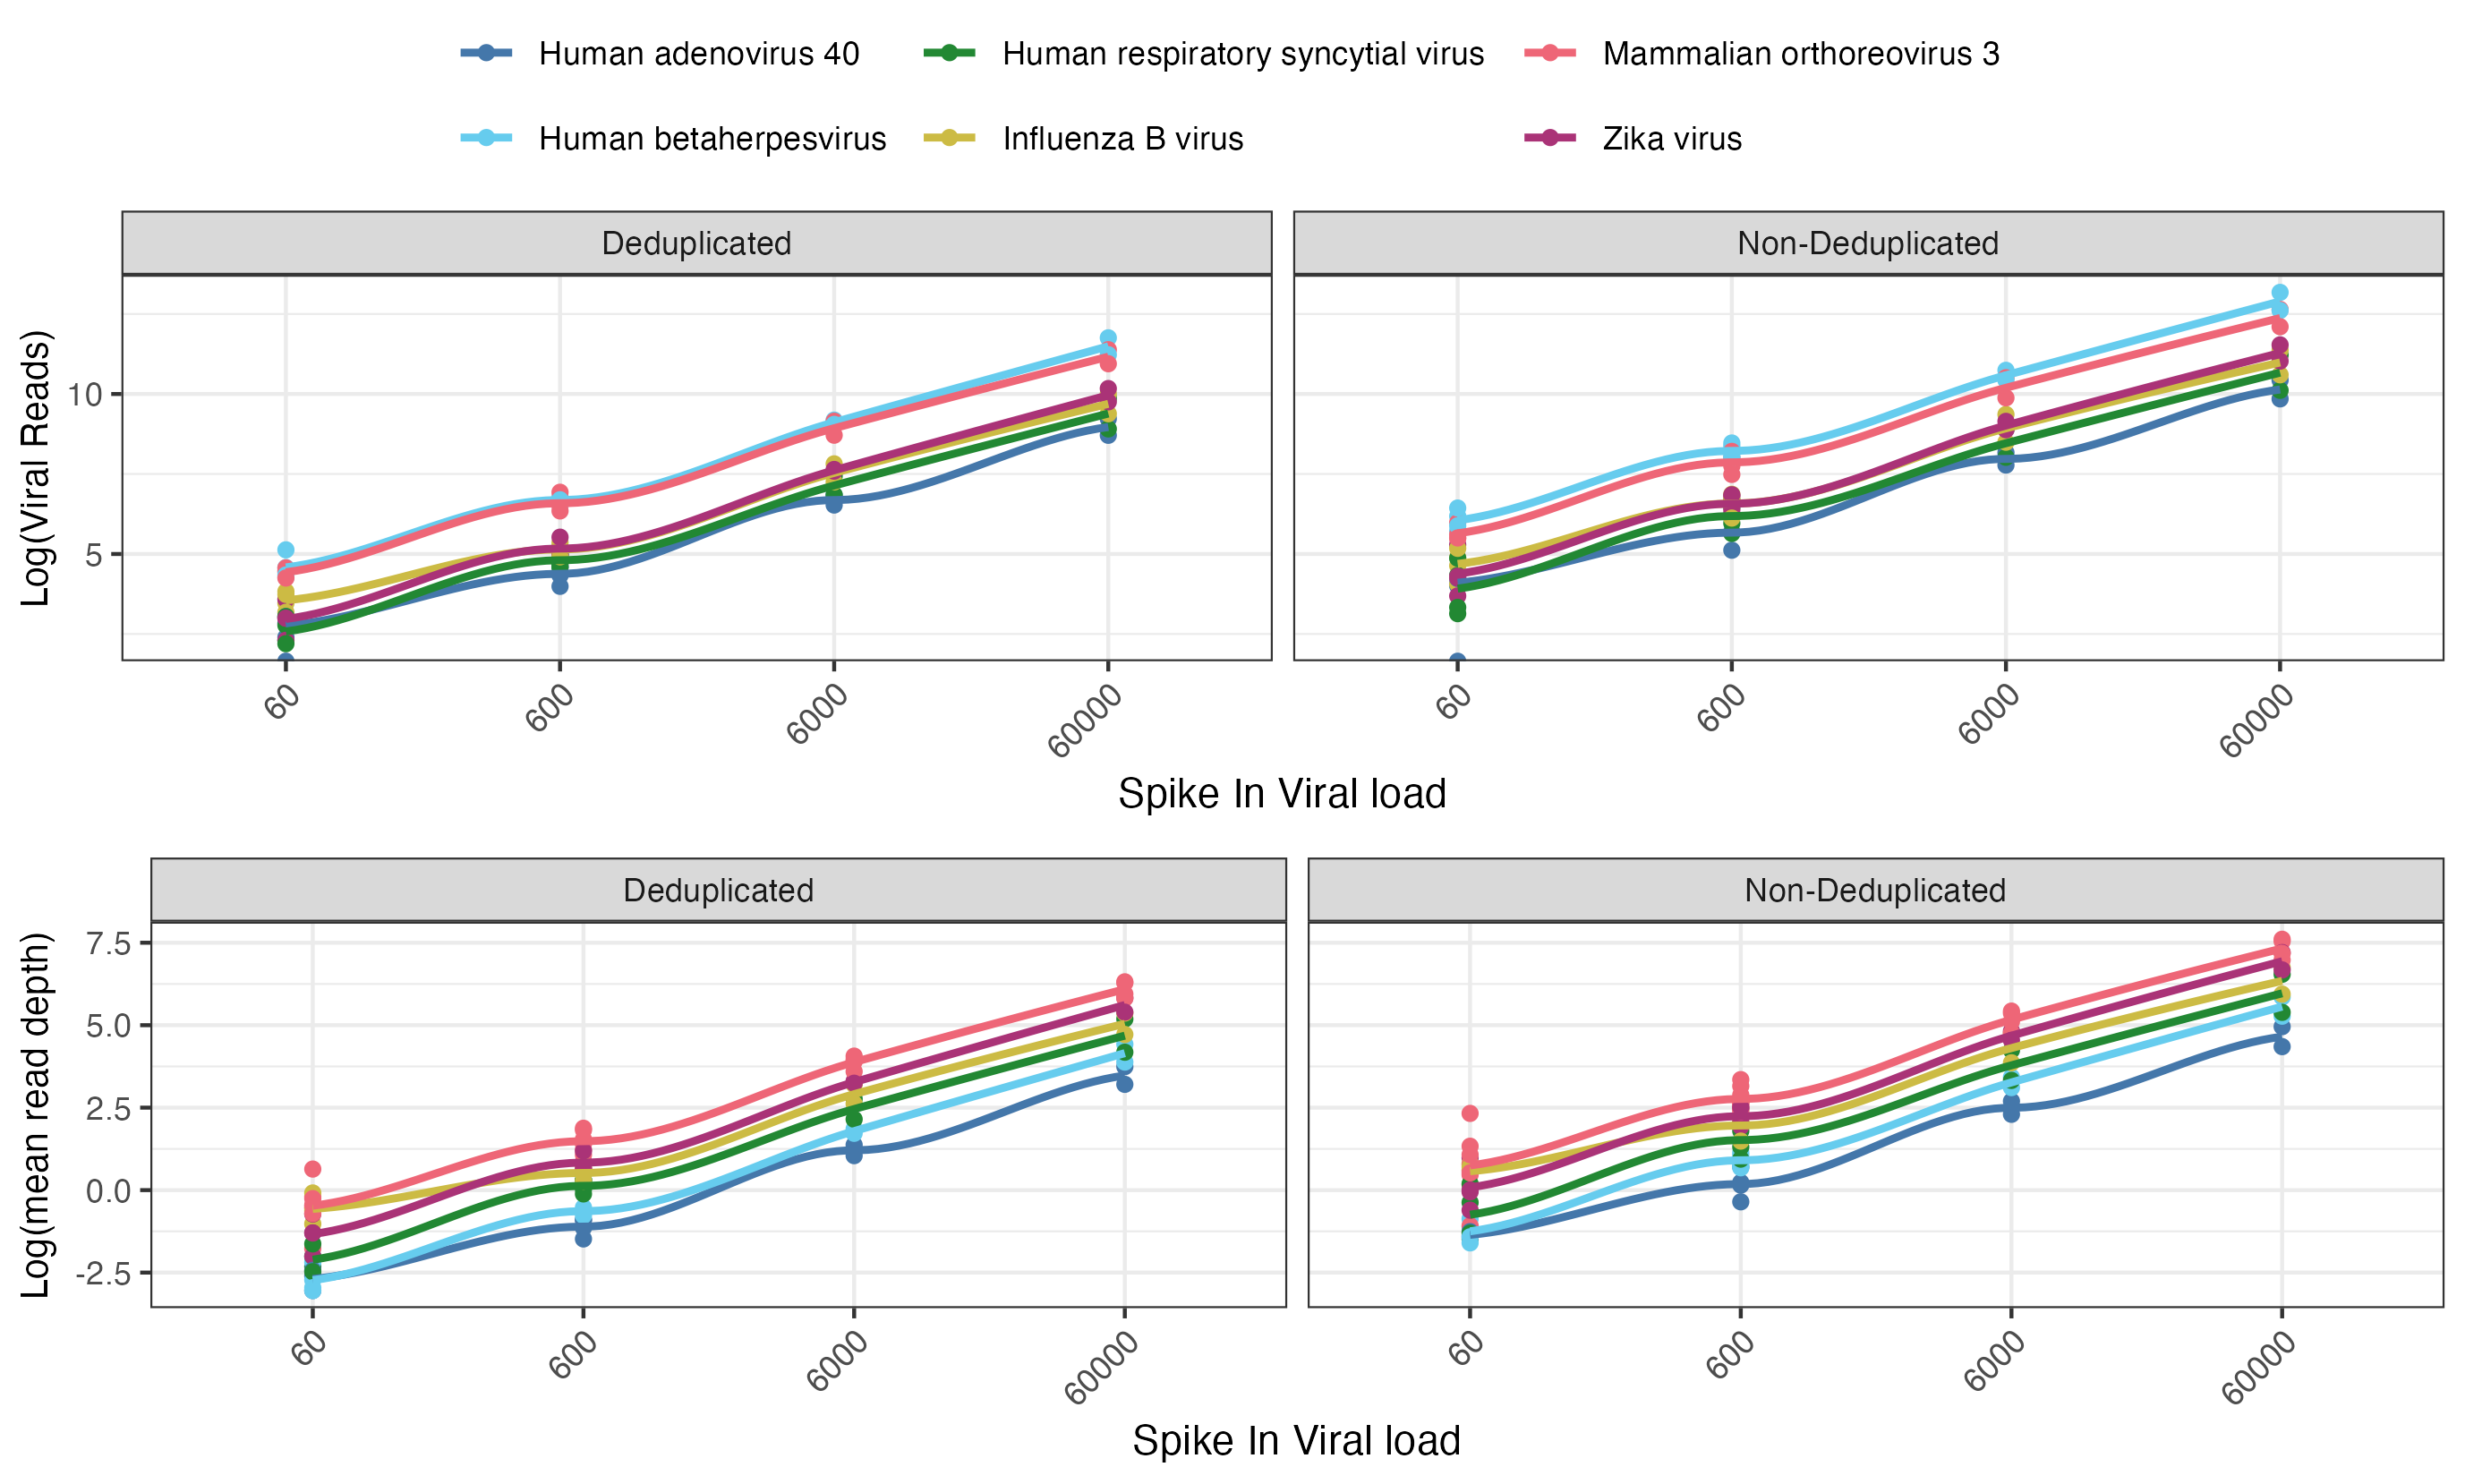 Human adenovirus 40 Human respiratory syncytial virus Mammalian orthoreovirus 3
Human betaherpesvirus Influenza B virus Zika virus
Deduplicated Non-Deduplicated
Log(Viral Reads)
10
5
60 600 6000 60000 60 600 6000 60000
Spike In Viral load
Deduplicated Non-Deduplicated
Log(mean read depth)
7.5
5.0
2.5
0.0
-2.5
60 600 6000 60000 60 600 6000 60000
Spike In Viral load